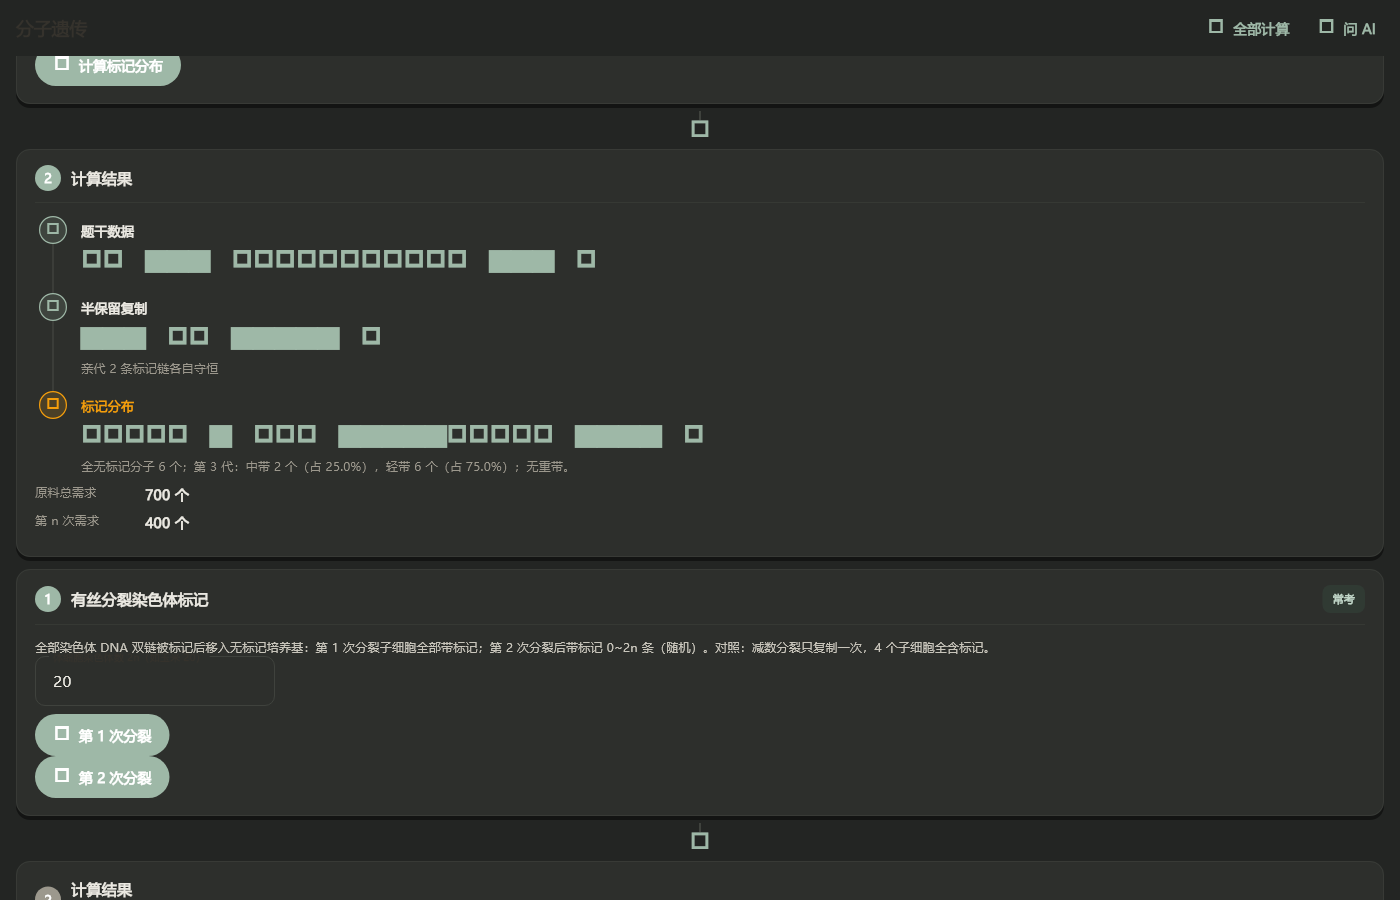 分子遗传
全部计算
问 AI
计算标记分布
2 计算结果
题干数据
半保留复制
亲代 2 条标记链各自守恒
标记分布
全无标记分子 6 个；第 3 代：中带 2 个（占 25.0%），轻带 6 个（占 75.0%）；无重带。
原料总需求 700 个
第 n 次需求 400 个
1 有丝分裂染色体标记
常考
全部染色体 DNA 双链被标记后移入无标记培养基：第 1 次分裂子细胞全部带标记；第 2 次分裂后带标记 0~2n 条（随机）。对照：减数分裂只复制一次，4 个子细胞全含标记。
20
第 1 次分裂
第 2 次分裂
2 计算结果